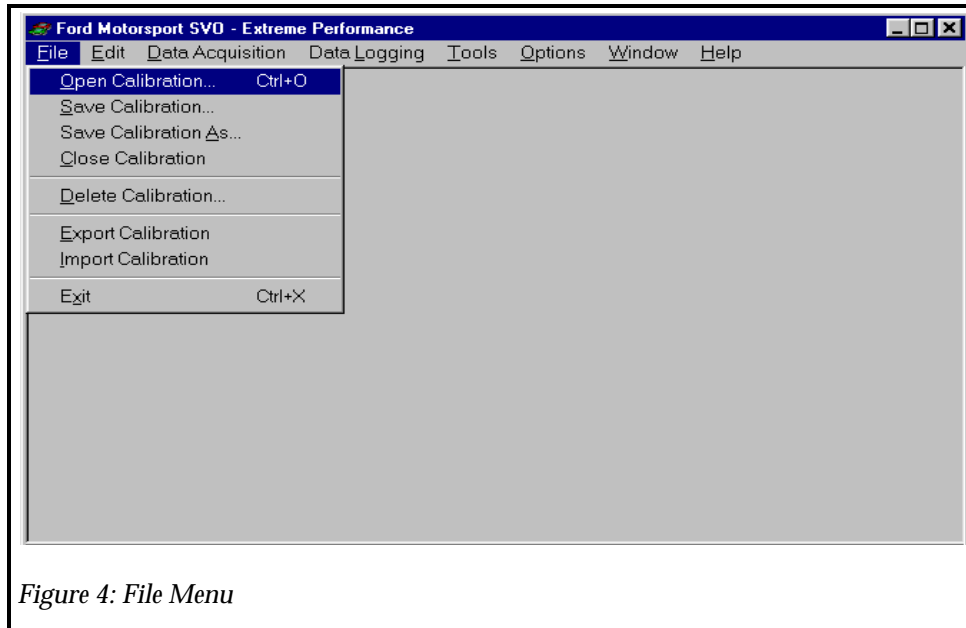 Ford Motorsport SVO - Extreme Performance
File Edit Data Acquisition Data Logging Tools Options Window Help
Open Calibration... Ctrl+O
Save Calibration...
Save Calibration As...
Close Calibration
Delete Calibration...
Export Calibration
Import Calibration
Exit Ctrl+X
Figure 4: File Menu